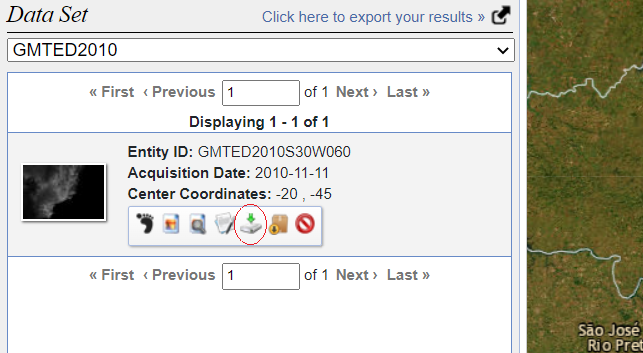 Data Set
Click here to export your results »
GMTED2010
« First ‹ Previous 1 of 1 Next › Last »
Displaying 1 - 1 of 1
Entity ID: GMTED2010S30W060
Acquisition Date: 2010-11-11
Center Coordinates: -20 , -45
« First ‹ Previous 1 of 1 Next › Last »
São José
Rio Pret